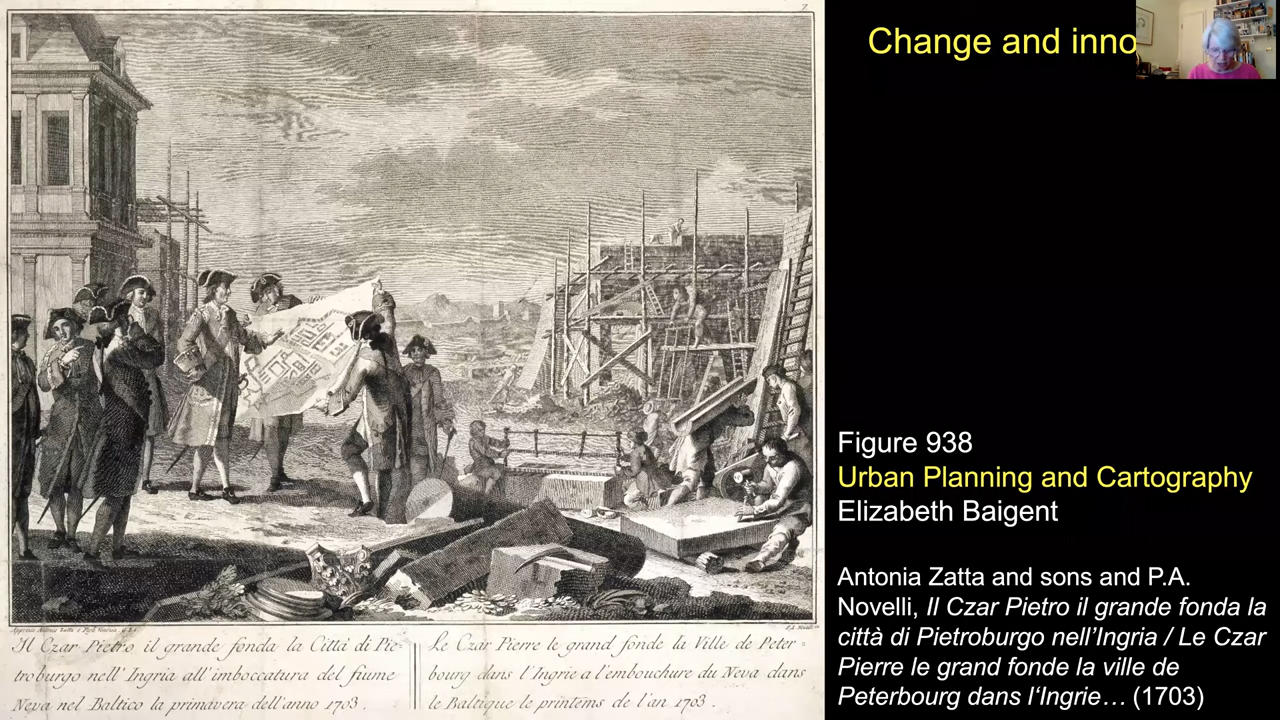 7
Il Czar Pietro il grande fonda la Città di Pie=
troburgo nell'Ingria all'imboccatura del fiume
Neva nel Baltico la primavera dell'anno 1703.
Le Czar Pierre le grand fonde la Ville de Peter=
bourg dans l'Ingrie a l'embouchure du Neva dans
le Baltique le printems de l'an 1703.
Change and inno
Figure 938
Urban Planning and Cartography
Elizabeth Baigent
Antonia Zatta and sons and P.A.
Novelli, Il Czar Pietro il grande fonda la
città di Pietroburgo nell'Ingria / Le Czar
Pierre le grand fonde la ville de
Peterbourg dans l‘Ingrie… (1703)